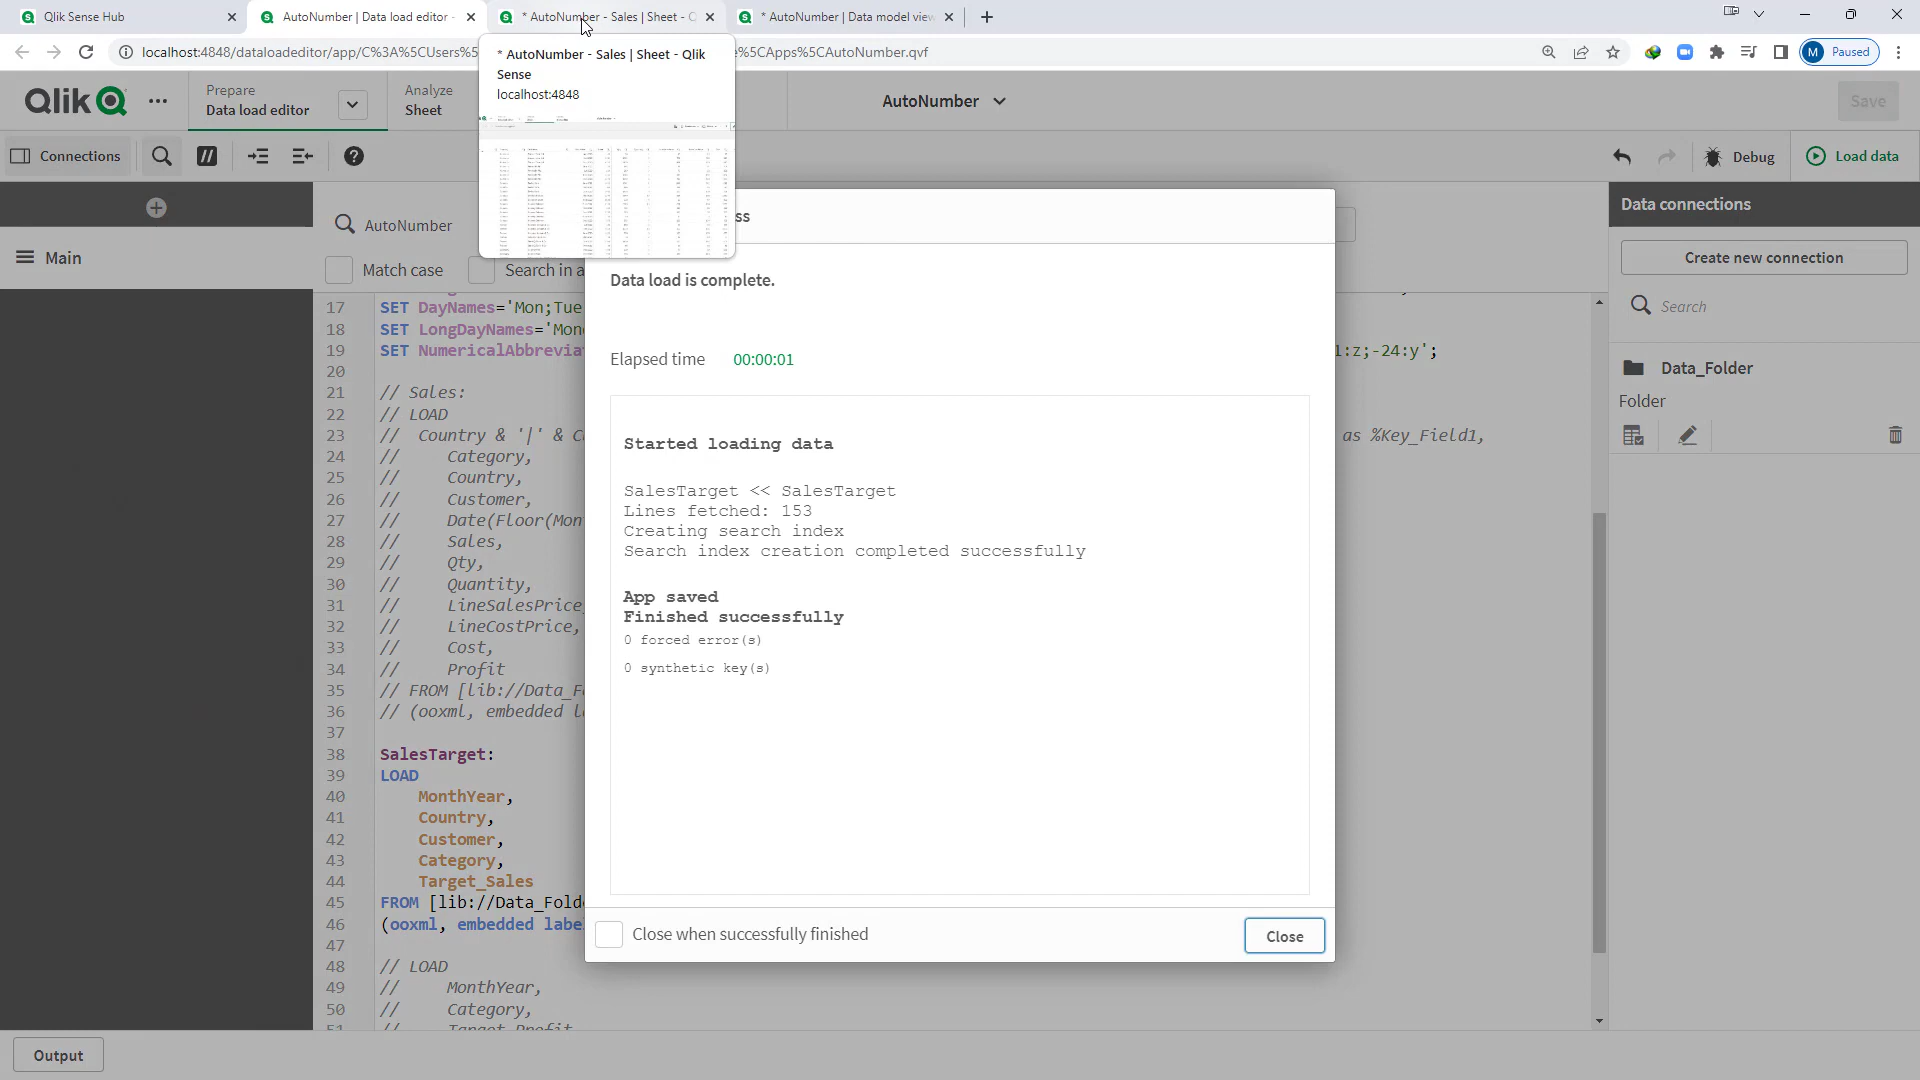 Qlik Sense Hub
AutoNumber | Data load editor -
* AutoNumber - Sales | Sheet - Q
* AutoNumber | Data model view
localhost:4848/dataloadeditor/app/C%3A%5CUsers%5
%5CApps%5CAutoNumber.qvf
M Paused
* AutoNumber - Sales | Sheet - Qlik
Sense
localhost:4848
Qlik
Prepare
Data load editor
Analyze
Sheet
AutoNumber
Save
Connections
Debug
Load data
Main
AutoNumber
Match case
Search in a
ss
Data load is complete.
Elapsed time 00:00:01
Started loading data
SalesTarget << SalesTarget
Lines fetched: 153
Creating search index
Search index creation completed successfully
App saved
Finished successfully
0 forced error(s)
0 synthetic key(s)
Close when successfully finished
Close
17 SET DayNames='Mon;Tue
18 SET LongDayNames='Mon
19 SET NumericalAbbrevia
1:z;-24:y';
20
21 // Sales:
22 // LOAD
23 // Country & '|' & C
as %Key_Field1,
24 // Category,
25 // Country,
26 // Customer,
27 // Date(Floor(Mon
28 // Sales,
29 // Qty,
30 // Quantity,
31 // LineSalesPrice
32 // LineCostPrice,
33 // Cost,
34 // Profit
35 // FROM [lib://Data_F
36 // (ooxml, embedded l
37
38 SalesTarget:
39 LOAD
40 MonthYear,
41 Country,
42 Customer,
43 Category,
44 Target_Sales
45 FROM [lib://Data_Fold
46 (ooxml, embedded labe
47
48 // LOAD
49 // MonthYear,
50 // Category,
51 // Target_Profit
Data connections
Create new connection
Search
Data_Folder
Folder
Output